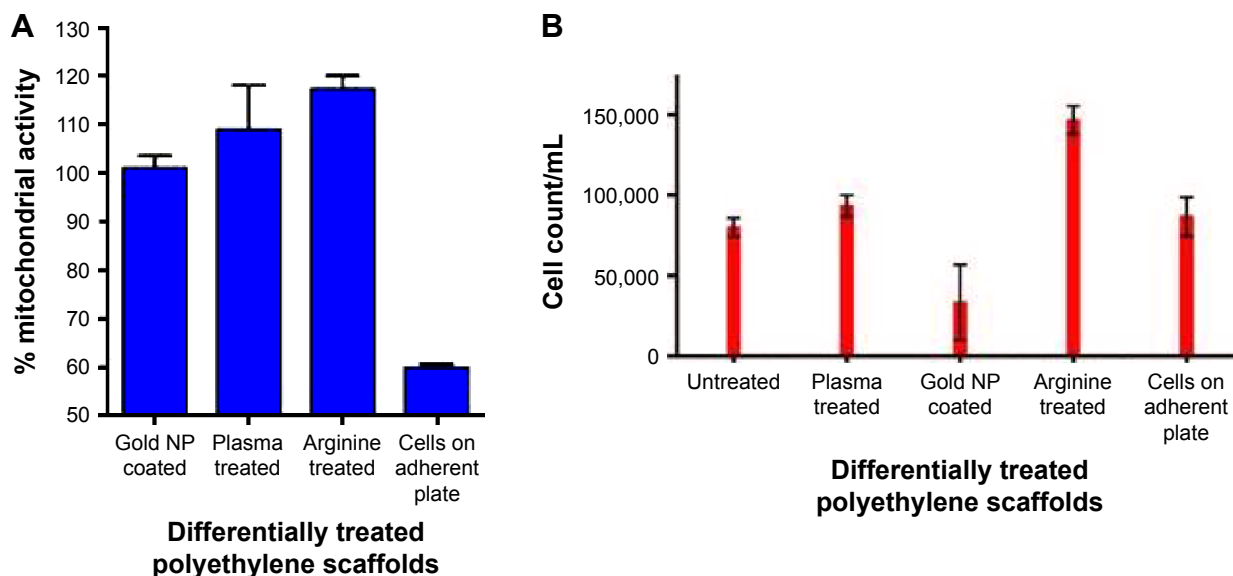 A
% mitochondrial activity
130
120
110
100
90
80
70
60
50
Gold NP
coated
Plasma
treated
Arginine
treated
Cells on
adherent
plate
Differentially treated
polyethylene scaffolds
B
Cell count/mL
150,000
100,000
50,000
0
Untreated
Plasma
treated
Gold NP
coated
Arginine
treated
Cells on
adherent
plate
Differentially treated
polyethylene scaffolds